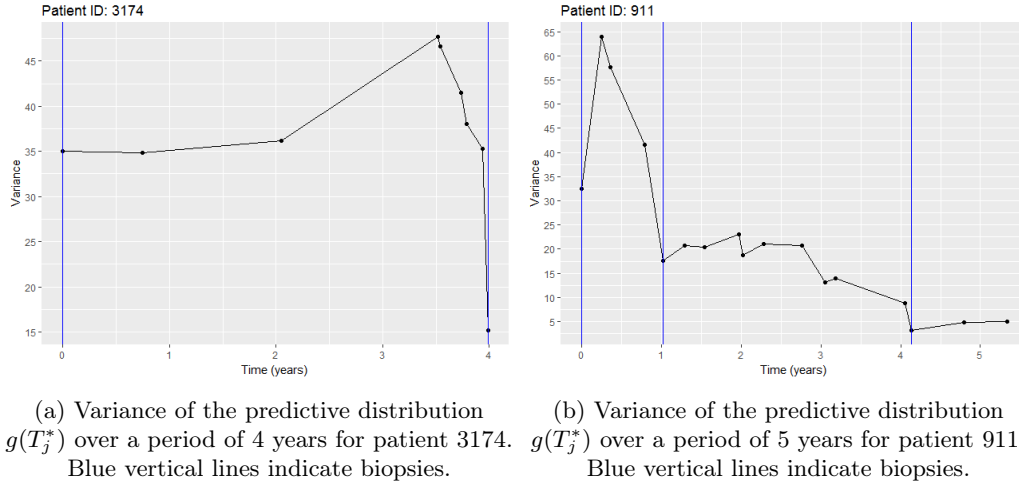 Patient ID: 3174
45
40
35
30
25
20
15
Variance
0 1 2 3 4
Time (years)
Patient ID: 911
65
60
55
50
45
40
35
30
25
20
15
10
5
Variance
0 1 2 3 4 5
Time (years)
(a) Variance of the predictive distribution
g(T*j) over a period of 4 years for patient 3174.
Blue vertical lines indicate biopsies.
(b) Variance of the predictive distribution
g(T*j) over a period of 5 years for patient 911
Blue vertical lines indicate biopsies.